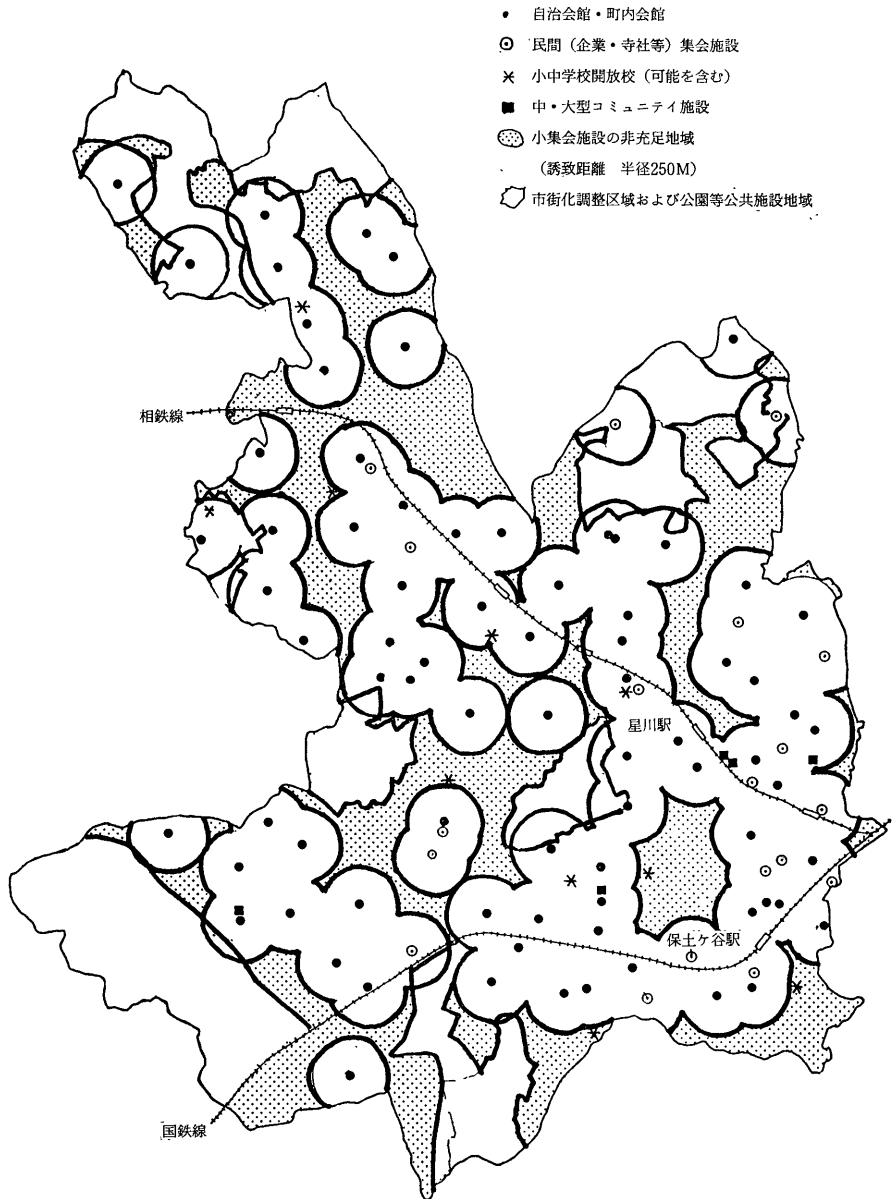 自治会館・町内会館
民間（企業・寺社等）集会施設
小中学校開放校（可能を含む）
中・大型コミュニテイ施設
小集会施設の非充足地域
（誘致距離　半径250M）
市街化調整区域および公園等公共施設地域
相鉄線
星川駅
保土ケ谷駅
国鉄線